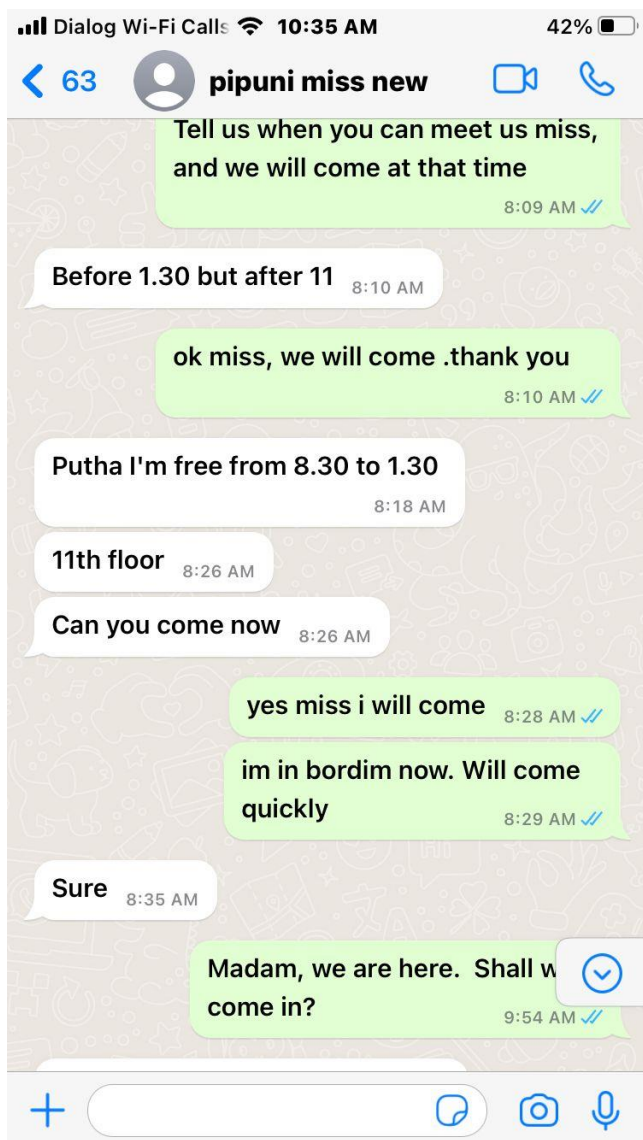 Dialog Wi-Fi Calls 10:35 AM 42%
63 pipuni miss new
Tell us when you can meet us miss,
and we will come at that time
8:09 AM
Before 1.30 but after 11 8:10 AM
ok miss, we will come .thank you
8:10 AM
Putha I'm free from 8.30 to 1.30
8:18 AM
11th floor 8:26 AM
Can you come now 8:26 AM
yes miss i will come 8:28 AM
im in bordim now. Will come
quickly 8:29 AM
Sure 8:35 AM
Madam, we are here. Shall
come in? 9:54 AM